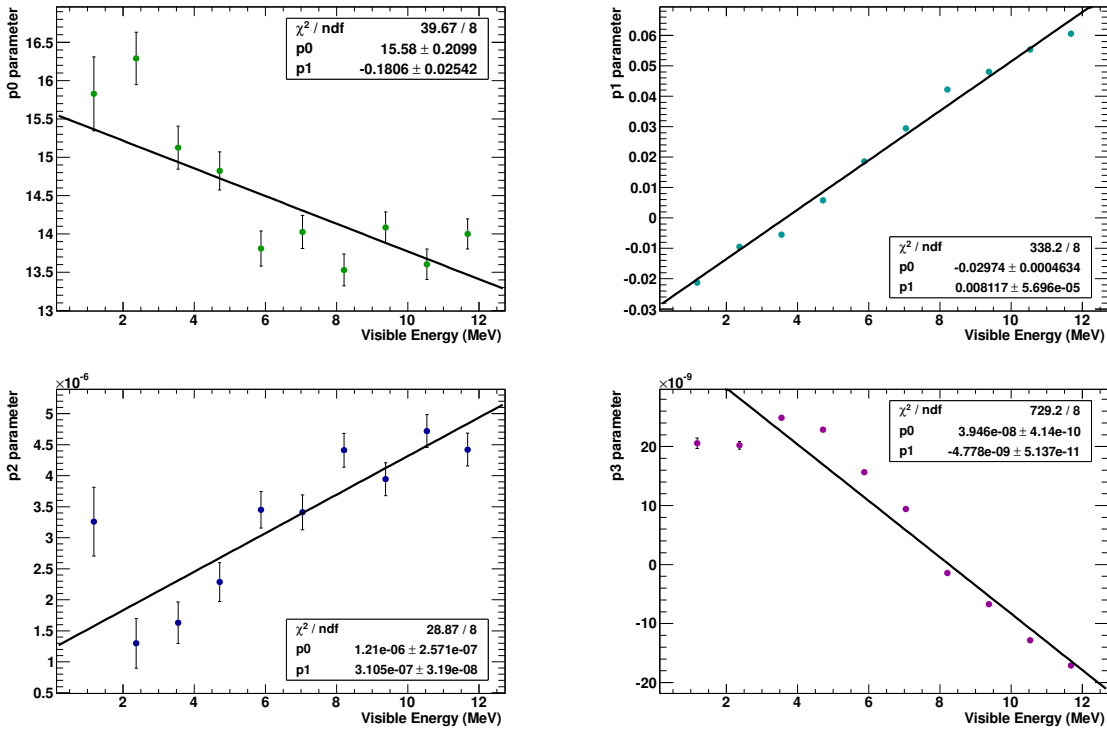 p0 parameter
16.5
16
15.5
15
14.5
14
13.5
13
χ² / ndf 39.67 / 8
p0 15.58 ± 0.2099
p1 -0.1806 ± 0.02542
2 4 6 8 10 12
Visible Energy (MeV)
p1 parameter
0.06
0.05
0.04
0.03
0.02
0.01
0
-0.01
-0.02
-0.03
χ² / ndf 338.2 / 8
p0 -0.02974 ± 0.0004634
p1 0.008117 ± 5.696e-05
2 4 6 8 10 12
Visible Energy (MeV)
×10⁻⁶
p2 parameter
5
4.5
4
3.5
3
2.5
2
1.5
1
0.5
χ² / ndf 28.87 / 8
p0 1.21e-06 ± 2.571e-07
p1 3.105e-07 ± 3.19e-08
2 4 6 8 10 12
Visible Energy (MeV)
×10⁻⁹
p3 parameter
20
10
0
-10
-20
χ² / ndf 729.2 / 8
p0 3.946e-08 ± 4.14e-10
p1 -4.778e-09 ± 5.137e-11
2 4 6 8 10 12
Visible Energy (MeV)